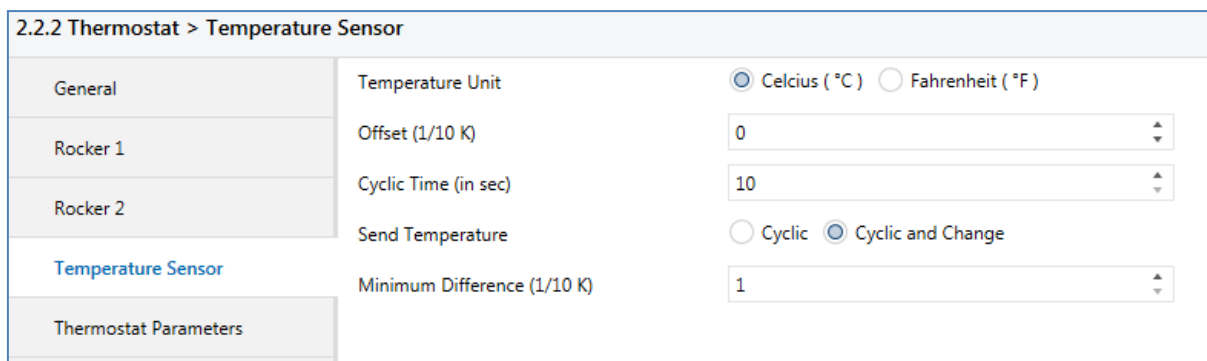 2.2.2 Thermostat > Temperature Sensor
General
Rocker 1
Rocker 2
Temperature Sensor
Thermostat Parameters
Temperature Unit
Celcius ( °C )
Fahrenheit ( °F )
Offset (1/10 K)
0
Cyclic Time (in sec)
10
Send Temperature
Cyclic
Cyclic and Change
Minimum Difference (1/10 K)
1